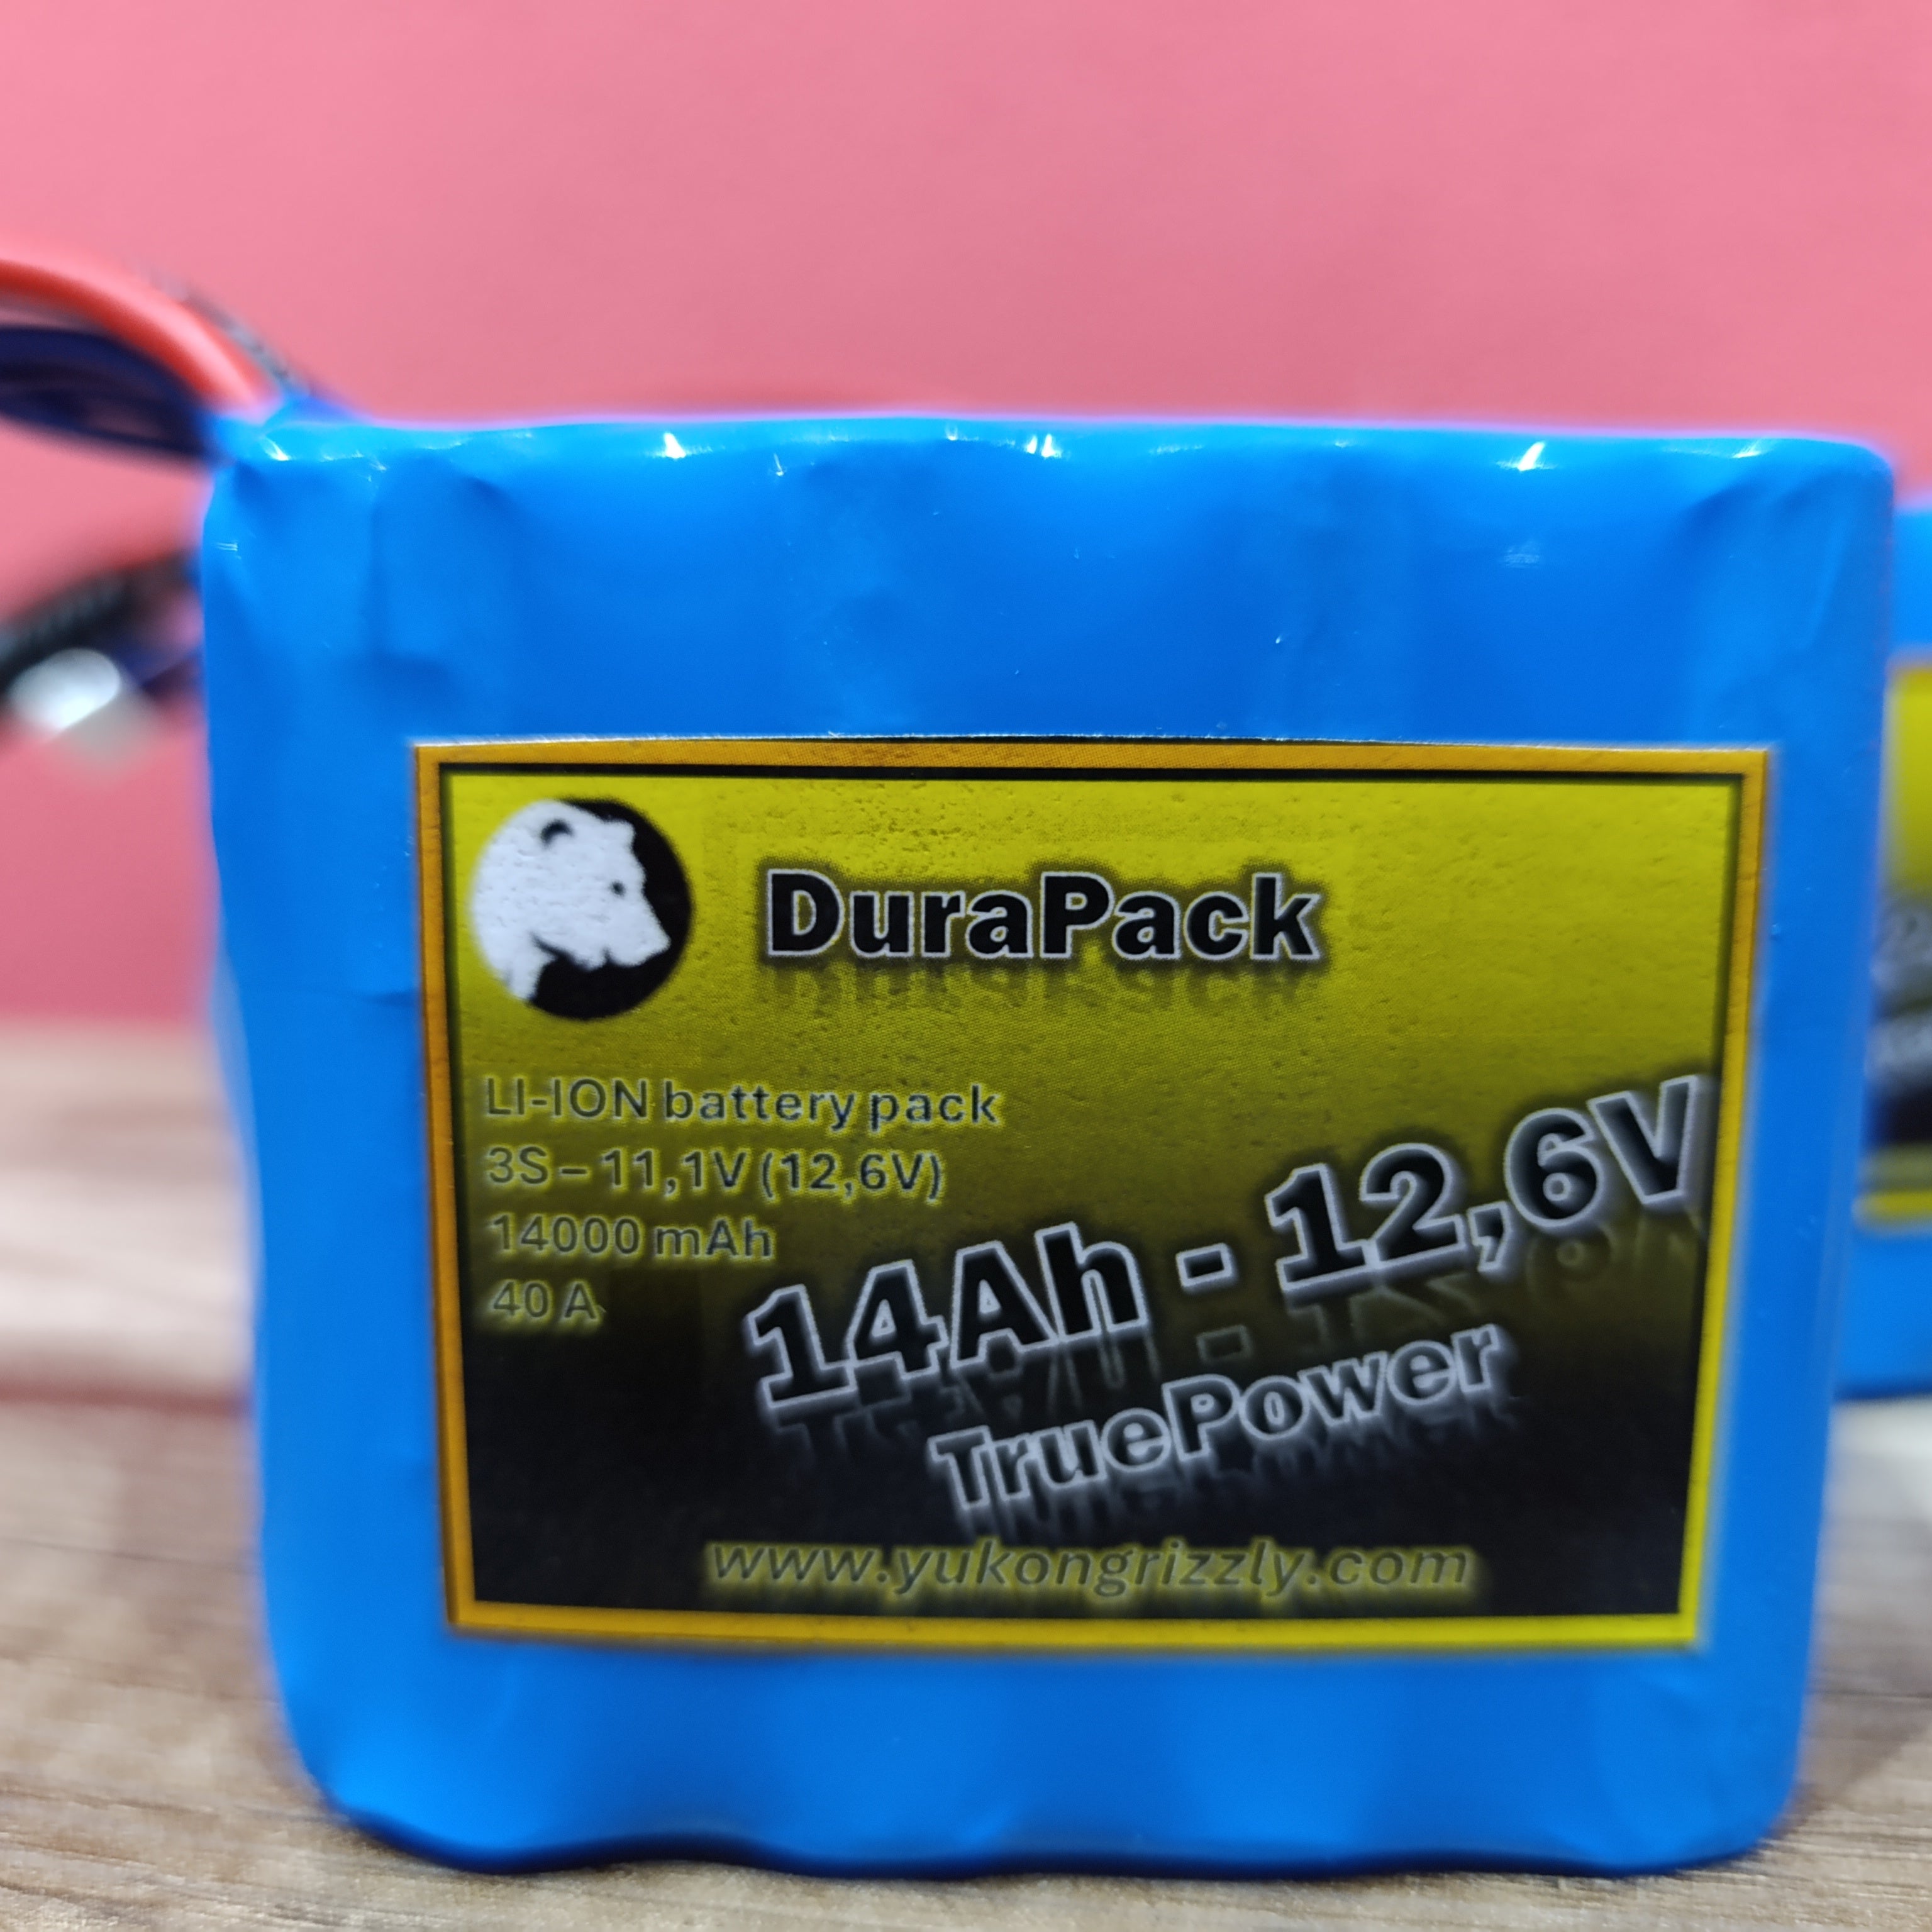 DuraPack
LI-ION battery pack
3S – 11,1V (12,6V)
14000 mAh
40 A
14Ah - 12,6V
TruePower
www.yukongrizzly.com